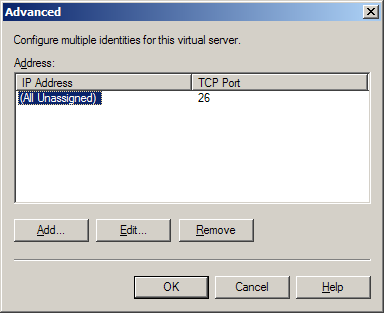 Advanced
Configure multiple identities for this virtual server.
Address:
IP Address TCP Port
(All Unassigned) 26
Add... Edit... Remove
OK Cancel Help